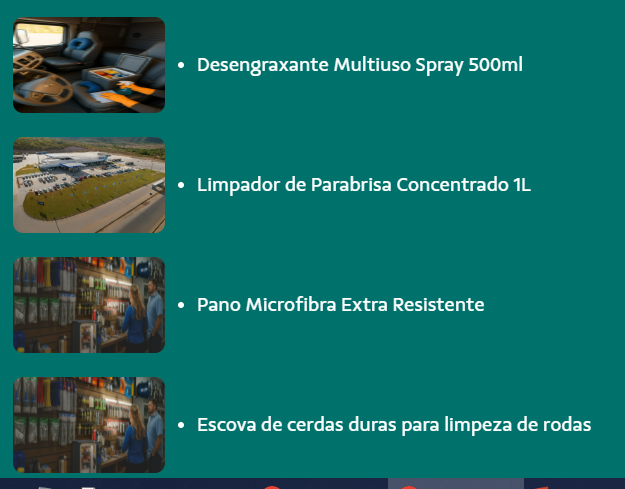 • Desengraxante Multiuso Spray 500ml
• Limpador de Parabrisa Concentrado 1L
• Pano Microfibra Extra Resistente
• Escova de cerdas duras para limpeza de rodas